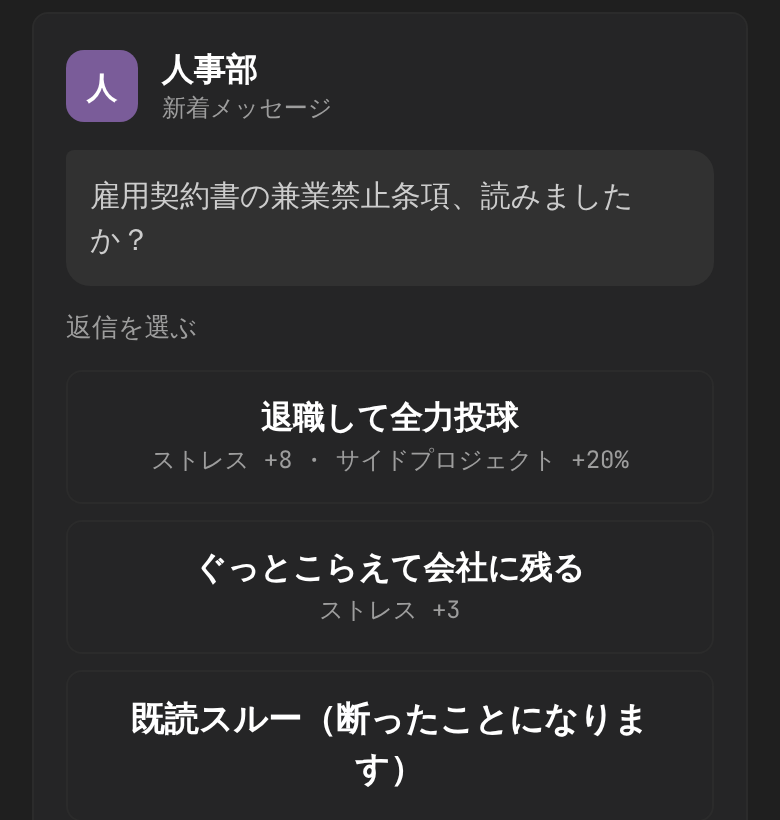 人
人事部
新着メッセージ
雇用契約書の兼業禁止条項、読みました
か？
返信を選ぶ
退職して全力投球
ストレス +8 ・ サイドプロジェクト +20%
ぐっとこらえて会社に残る
ストレス +3
既読スルー（断ったことになりま
す）